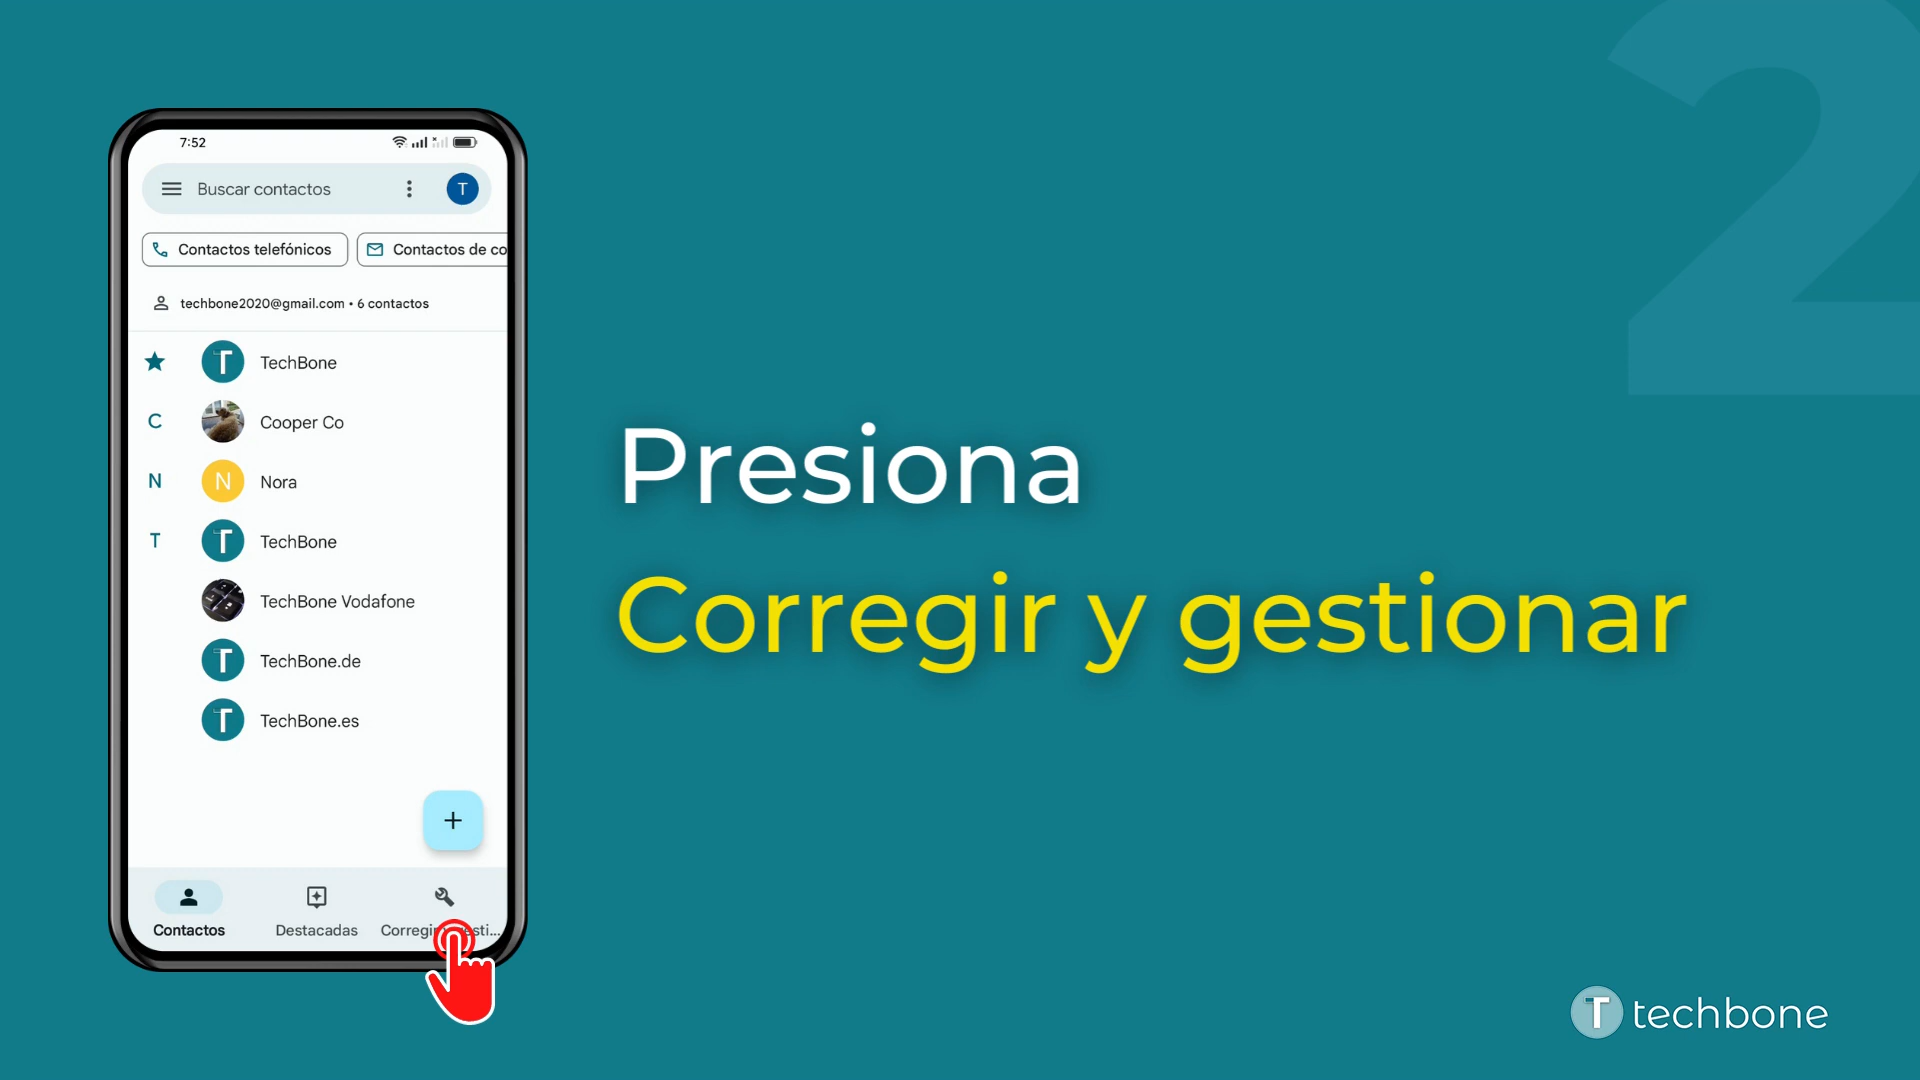 2
7:52
Buscar contactos
T
Contactos telefónicos
Contactos de co
techbone2020@gmail.com • 6 contactos
T TechBone
C Cooper Co
N N Nora
T T TechBone
TechBone Vodafone
T TechBone.de
T TechBone.es
+
Contactos
Destacadas
Presiona
Corregir y gestionar
T techbone